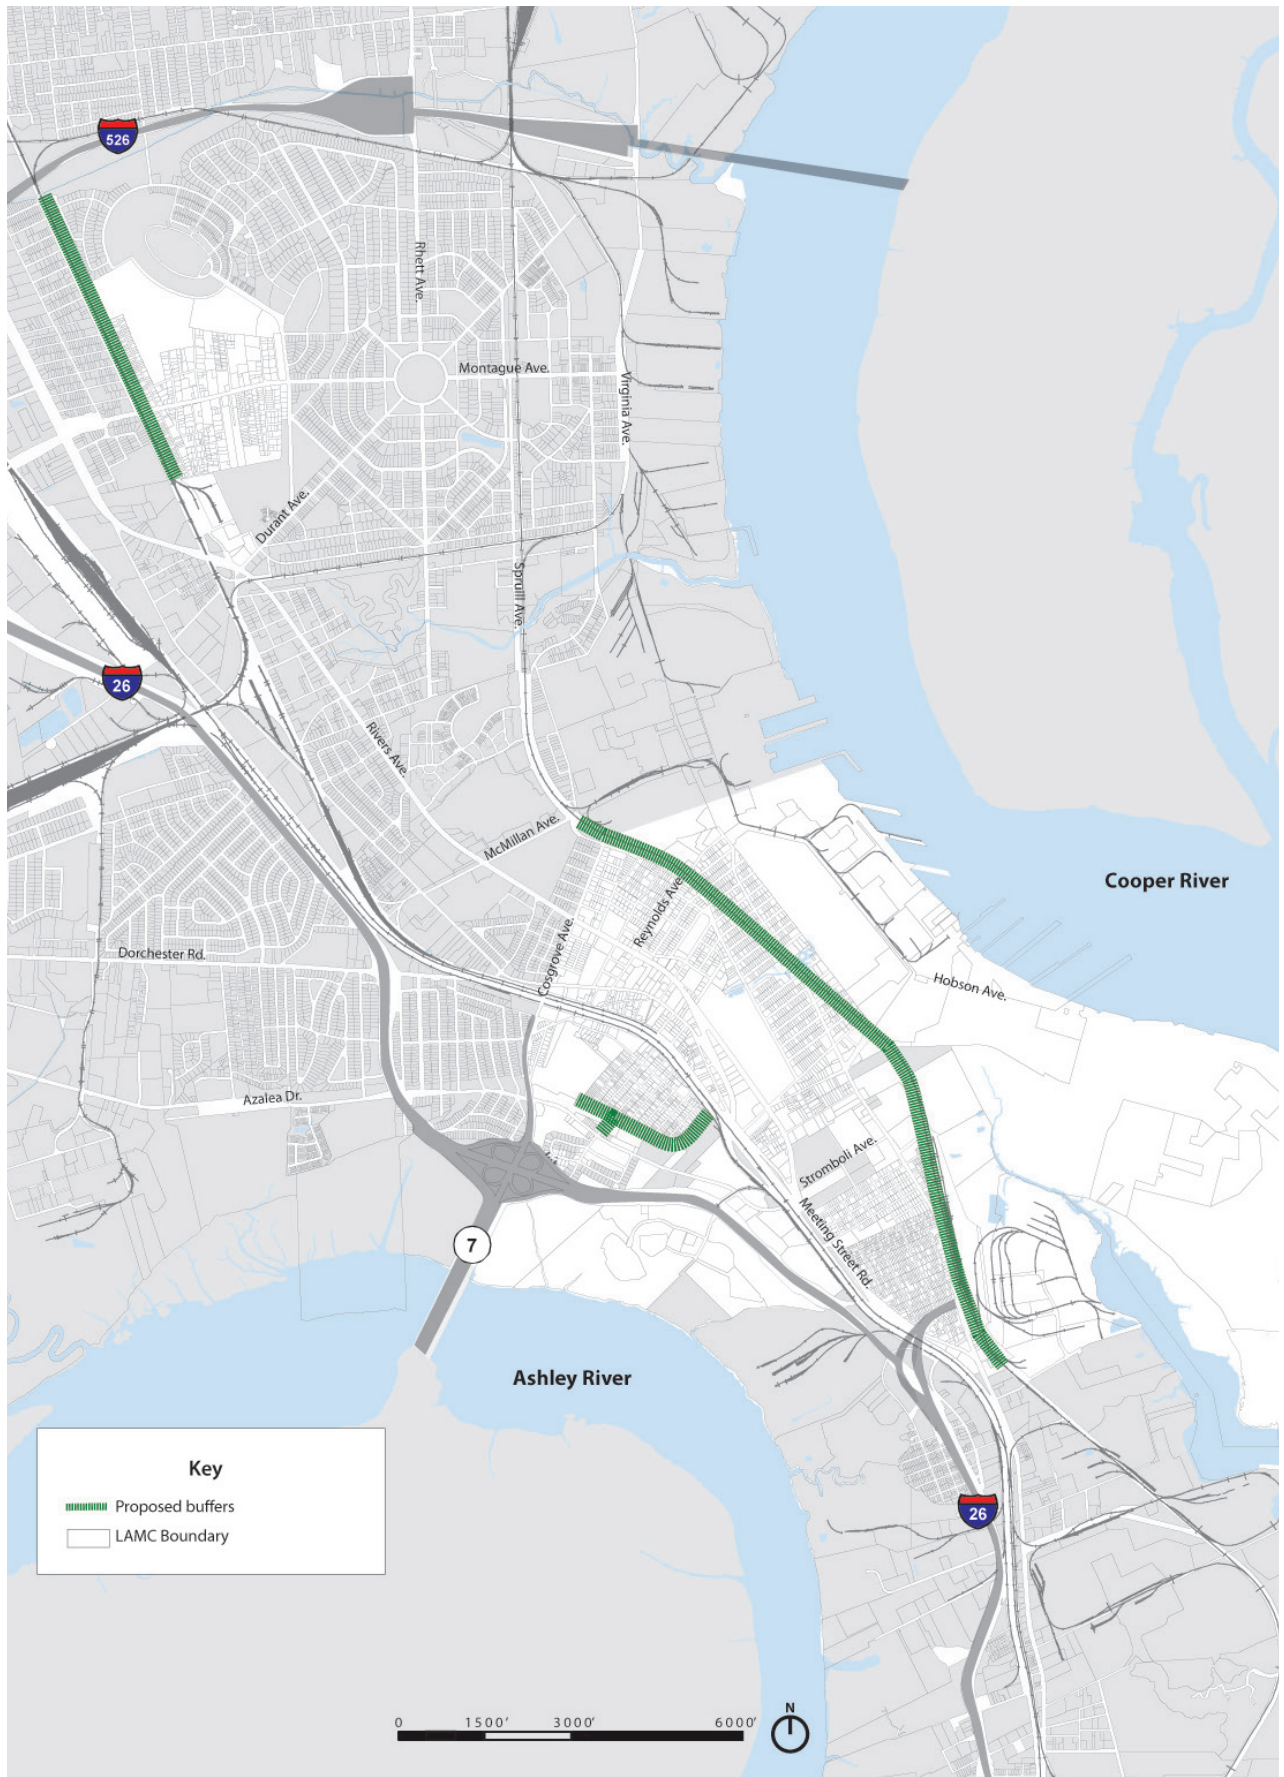 526
Rhett Ave.
Montague Ave.
Virginia Ave.
Durant Ave.
Spruill Ave.
26
Rivers Ave.
McMillan Ave.
Cooper River
Reynolds Ave
Cosgrove Ave.
Dorchester Rd.
Hobson Ave.
Azalea Dr.
Stromboli Ave.
Meeting Street Rd.
7
Ashley River
Key
Proposed buffers
LAMC Boundary
26
0 1500' 3000' 6000'
N